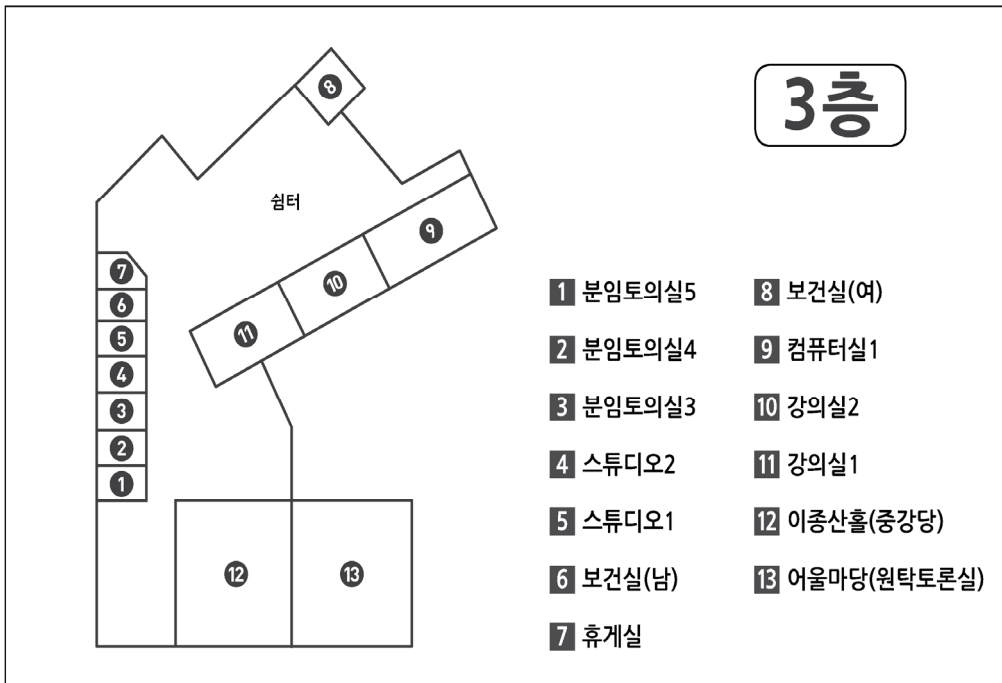 3층
8
쉼터
9
7
10
6
11
5
4
3
2
1
12
13
1 분임토의실5
2 분임토의실4
3 분임토의실3
4 스튜디오2
5 스튜디오1
6 보건실(남)
7 휴게실
8 보건실(여)
9 컴퓨터실1
10 강의실2
11 강의실1
12 이종산홀(중강당)
13 어울마당(원탁토론실)